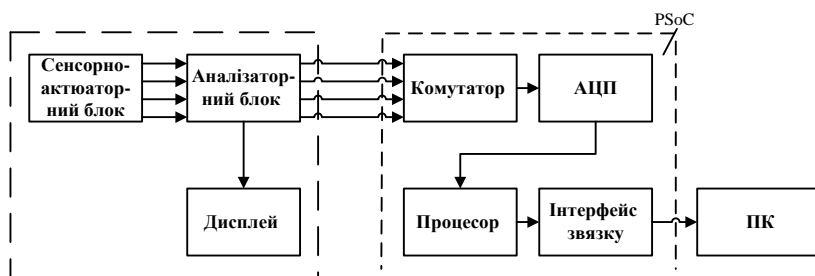 PSoC
Сенсорно-
актюатор-
ний блок
Аналізатор-
ний блок
Комутатор
АЦП
Дисплей
Процесор
Інтерфейс
звязку
ПК